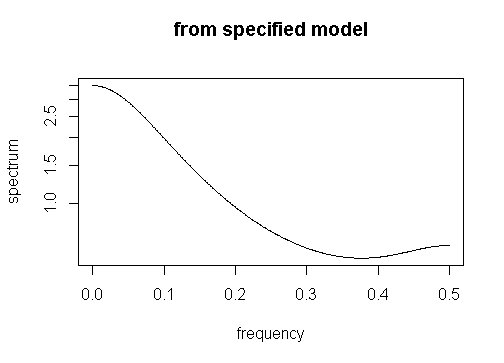 from specified model
spectrum
2.5
1.5
1.0
0.0 0.1 0.2 0.3 0.4 0.5
frequency